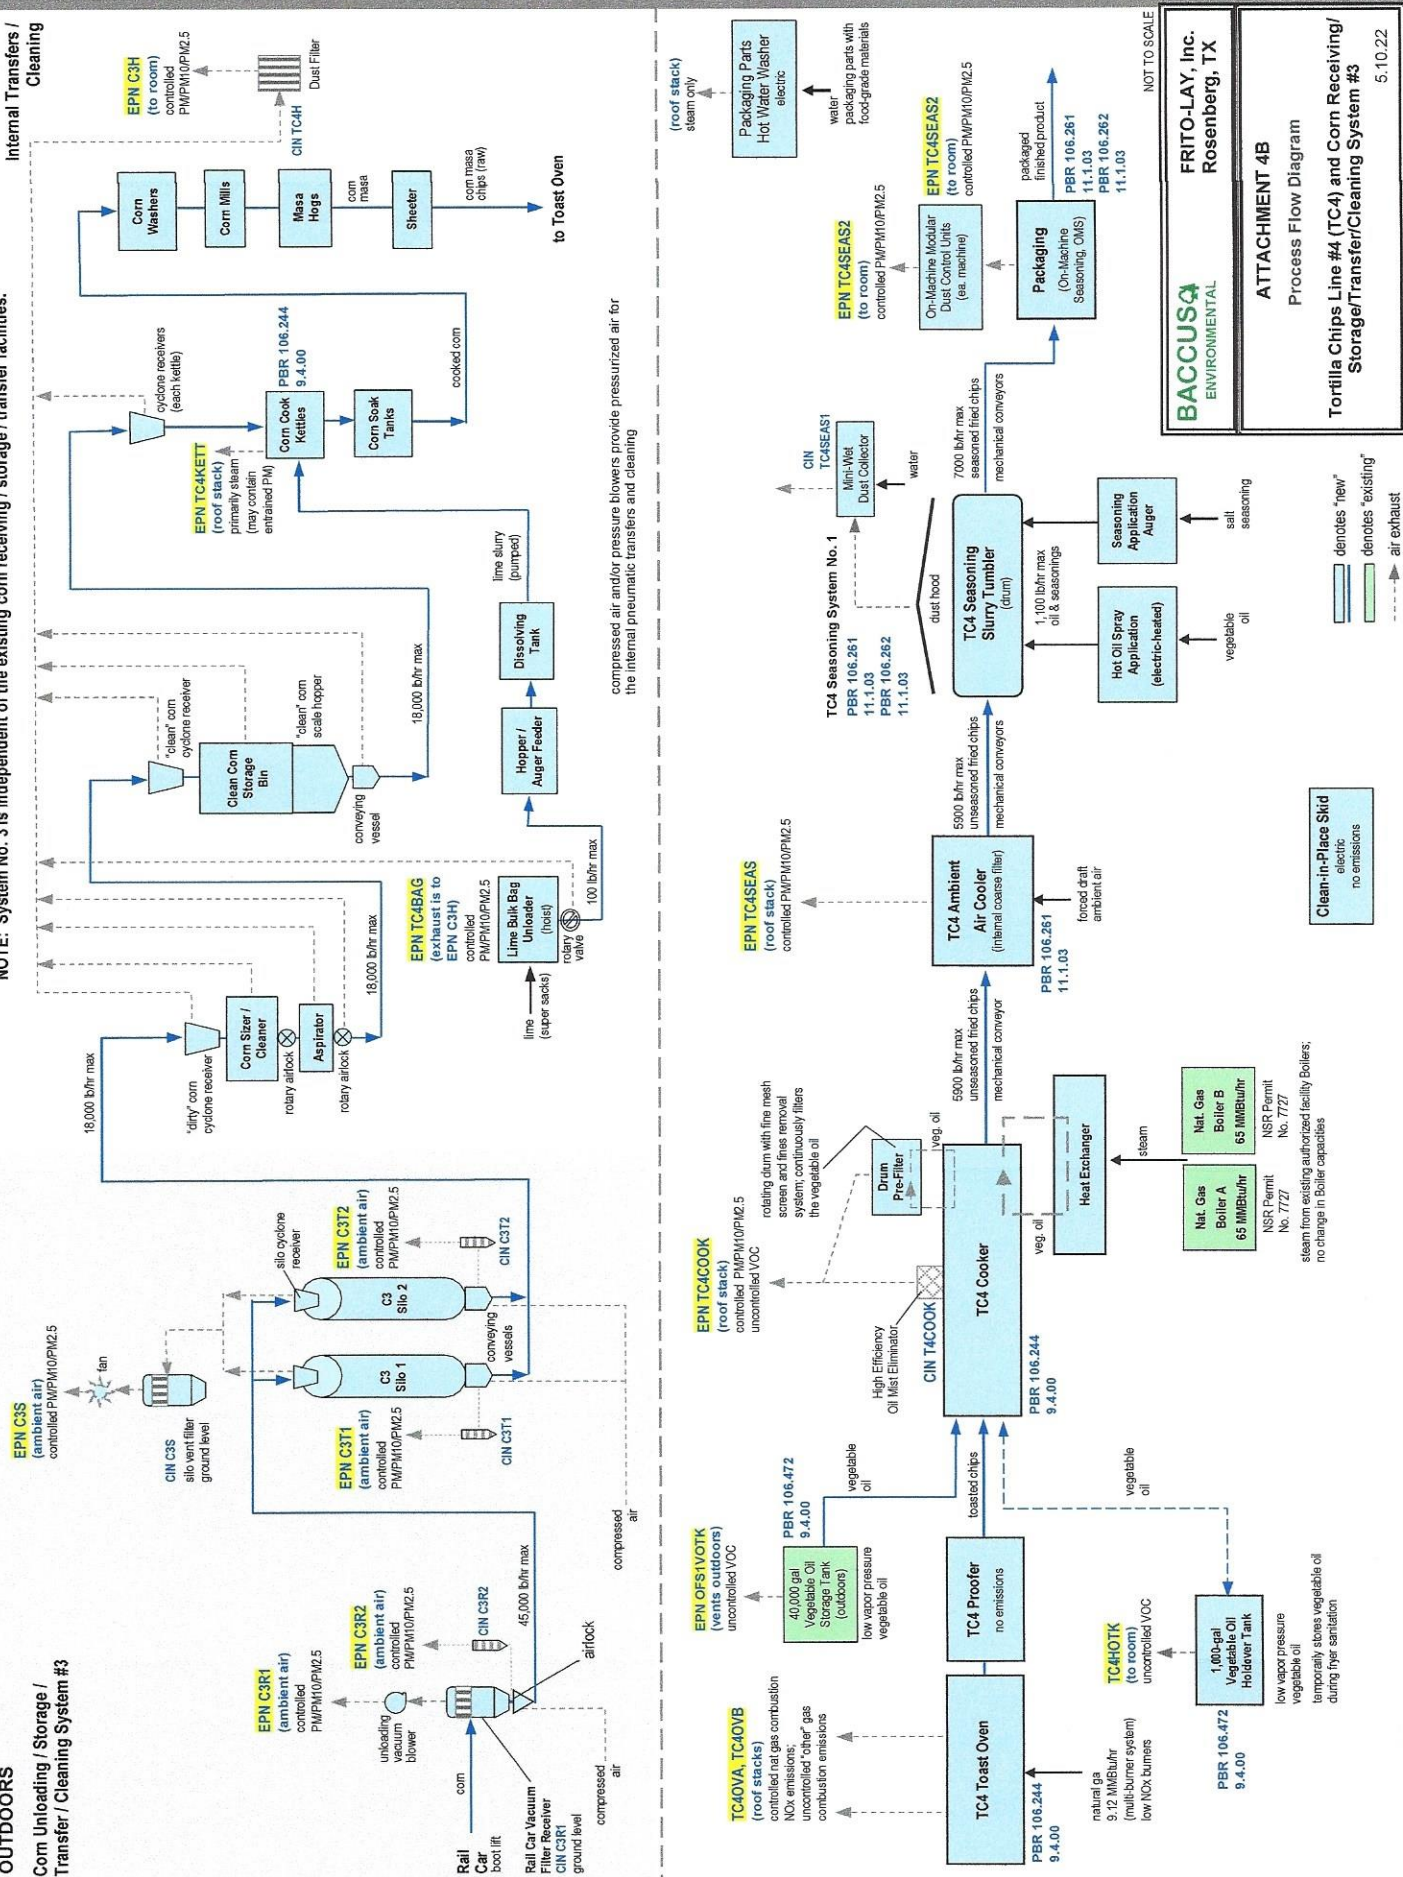 OUTDOORS
Corn Unloading / Storage /
Transfer / Cleaning System #3
NOTE: System No. 3 is independent of the existing corn receiving / storage / transfer facilities.
Internal Transfers /
Cleaning
Rail
Car
boot lift
corn
Rail Car Vacuum
Filter Receiver
CIN C3R1
ground level
unloading
vacuum
blower
EPN C3R1
(ambient air)
controlled
PM/PM10/PM2.5
EPN C3R2
(ambient air)
controlled
PM/PM10/PM2.5
CIN C3R2
compressed
air
airlock
45,000 lb/hr max
EPN C3S
(ambient air)
controlled PM/PM10/PM2.5
fan
CIN C3S
silo vent filter
ground level
silo cyclone
receiver
EPN C3T1
(ambient air)
controlled
PM/PM10/PM2.5
CIN C3T1
C3
Silo 1
C3
Silo 2
conveying
vessels
EPN C3T2
(ambient air)
controlled
PM/PM10/PM2.5
CIN C3T2
compressed
air
18,000 lb/hr max
"dirty" corn
cyclone receiver
Corn Sizer /
Cleaner
rotary airlock
Aspirator
rotary airlock
18,000 lb/hr max
"clean" corn
cyclone receiver
Clean Corn
Storage
Bin
"clean" corn
scale hopper
conveying
vessel
18,000 lb/hr max
EPN TC4BAG
(exhaust is to
EPN C3H)
controlled
PM/PM10/PM2.5
lime
(super sacks)
Lime Bulk Bag
Unloader
(hoist)
rotary
valve
100 lb/hr max
Hopper /
Auger Feeder
Dissolving
Tank
lime slurry
(pumped)
cyclone receivers
(each kettle)
EPN TC4KETT
(roof stack)
primarily steam
(may contain
entrained PM)
Corn Cook
Kettles
PBR 106.244
9.4.00
Corn Soak
Tanks
cooked corn
Corn
Washers
Corn Mills
Masa
Hogs
corn
masa
Sheeter
corn masa
chips (raw)
to Toast Oven
EPN C3H
(to room)
controlled
PM/PM10/PM2.5
Dust Filter
CIN TC4H
compressed air and/or pressure blowers provide pressurized air for
the internal pneumatic transfers and cleaning
TC4OVA, TC4OVB
(roof stacks)
controlled nat gas combustion
NOx emissions;
uncontrolled "other" gas
combustion emissions
TC4 Toast Oven
PBR 106.244
9.4.00
natural ga
9.12 MMBtu/hr
(multi-burner system)
low NOx burners
TC4 Proofer
no emissions
toasted chips
EPN OFS1VOTK
(vents outdoors)
uncontrolled VOC
40,000 gal
Vegetable Oil
Storage Tank
(outdoors)
PBR 106.472
9.4.00
low vapor pressure
vegetable oil
vegetable
oil
TC4HOTK
(to room)
uncontrolled VOC
1,000-gal
Vegetable Oil
Holdover Tank
PBR 106.472
9.4.00
low vapor pressure
vegetable oil
temporarily stores vegetable oil
during fryer sanitation
vegetable
oil
EPN TC4COOK
(roof stack)
controlled PM/PM10/PM2.5
uncontrolled VOC
High Efficiency
Oil Mist Eliminator
CIN T4COOK
TC4 Cooker
PBR 106.244
9.4.00
rotating drum with fine mesh
screen and fines removal
system; continuously filters
the vegetable oil
Drum
Pre-Filter
veg. oil
veg. oil
Heat Exchanger
steam
Nat. Gas
Boiler A
65 MMBtu/hr
NSR Permit
No. 7727
Nat. Gas
Boiler B
65 MMBtu/hr
NSR Permit
No. 7727
steam from existing authorized facility Boilers;
no change in Boiler capacities
5900 lb/hr max
unseasoned fried chips
mechanical conveyor
EPN TC4SEAS
(roof stack)
controlled PM/PM10/PM2.5
TC4 Ambient
Air Cooler
(internal coarse filter)
PBR 106.261
11.1.03
forced draft
ambient air
5900 lb/hr max
unseasoned fried chips
mechanical conveyors
TC4 Seasoning System No. 1
PBR 106.261
11.1.03
PBR 106.262
11.1.03
dust hood
CIN
TC4SEAS1
Mini-Wet
Dust Collector
water
TC4 Seasoning
Slurry Tumbler
(drum)
1,100 lb/hr max
oil & seasonings
Hot Oil Spray
Application
(electric-heated)
vegetable
oil
Seasoning
Application
Auger
salt
seasoning
7000 lb/hr max
seasoned fried chips
mechanical conveyors
EPN TC4SEAS2
(to room)
controlled PM/PM10/PM2.5
On-Machine Modular
Dust Control Units
(ea. machine)
EPN TC4SEAS2
(to room)
controlled PM/PM10/PM2.5
Packaging
(On-Machine
Seasoning, OMS)
packaged
finished product
PBR 106.261
11.1.03
PBR 106.262
11.1.03
(roof stack)
steam only
Packaging Parts
Hot Water Washer
electric
water
packaging parts with
food-grade materials
Clean-in-Place Skid
electric
no emissions
denotes "new"
denotes "existing"
air exhaust
NOT TO SCALE
BACCUS
ENVIRONMENTAL
FRITO-LAY, Inc.
Rosenberg, TX
ATTACHMENT 4B
Process Flow Diagram
Tortilla Chips Line #4 (TC4) and Corn Receiving/
Storage/Transfer/Cleaning System #3
5.10.22